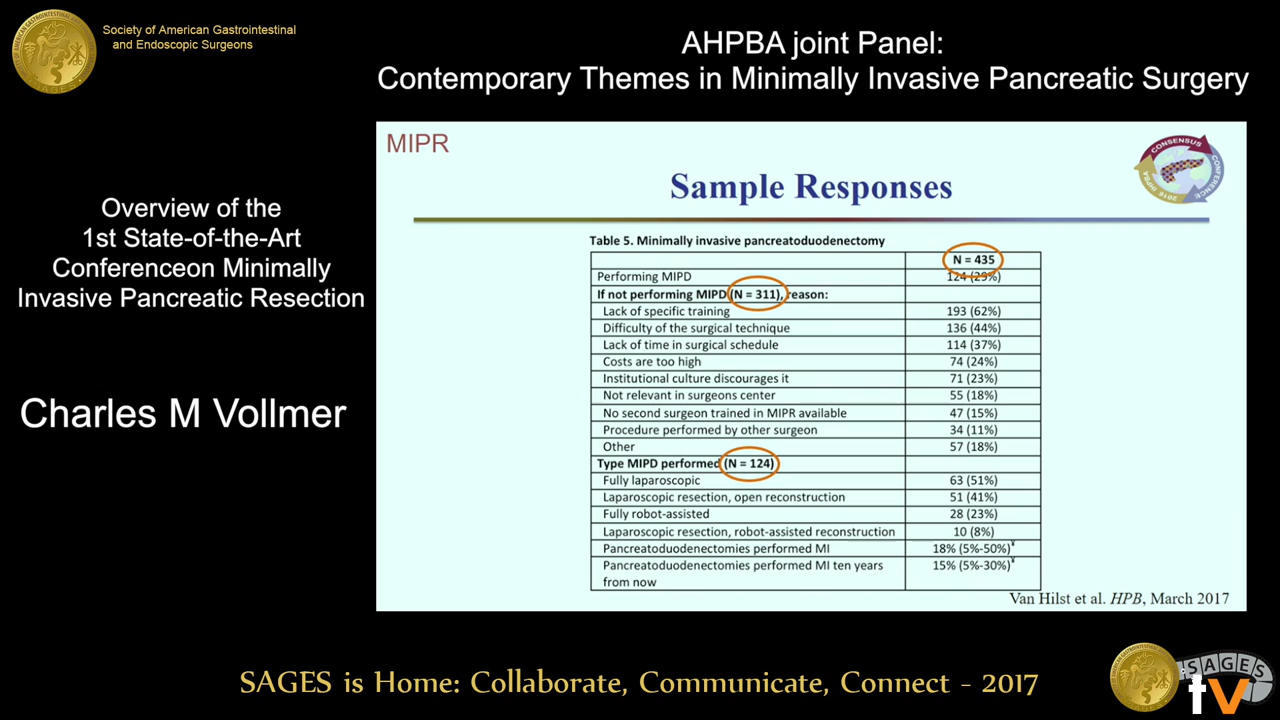 Society of American Gastrointestinal
and Endoscopic Surgeons
AHPBA joint Panel:
Contemporary Themes in Minimally Invasive Pancreatic Surgery
Overview of the
1st State-of-the-Art
Conferenceon Minimally
Invasive Pancreatic Resection
Charles M Vollmer
MIPR
CONSENSUS
CONFERENCE
Sample Responses
Table 5. Minimally invasive pancreatoduodenectomy
N = 435
Performing MIPD 124 (29%)
If not performing MIPD (N = 311), reason:
Lack of specific training 193 (62%)
Difficulty of the surgical technique 136 (44%)
Lack of time in surgical schedule 114 (37%)
Costs are too high 74 (24%)
Institutional culture discourages it 71 (23%)
Not relevant in surgeons center 55 (18%)
No second surgeon trained in MIPR available 47 (15%)
Procedure performed by other surgeon 34 (11%)
Other 57 (18%)
Type MIPD performed (N = 124)
Fully laparoscopic 63 (51%)
Laparoscopic resection, open reconstruction 51 (41%)
Fully robot-assisted 28 (23%)
Laparoscopic resection, robot-assisted reconstruction 10 (8%)
Pancreatoduodenectomies performed MI 18% (5%-50%)¥
Pancreatoduodenectomies performed MI ten years 15% (5%-30%)¥
from now
Van Hilst et al. HPB, March 2017
SAGES is Home: Collaborate, Communicate, Connect - 2017
SAGES
tv